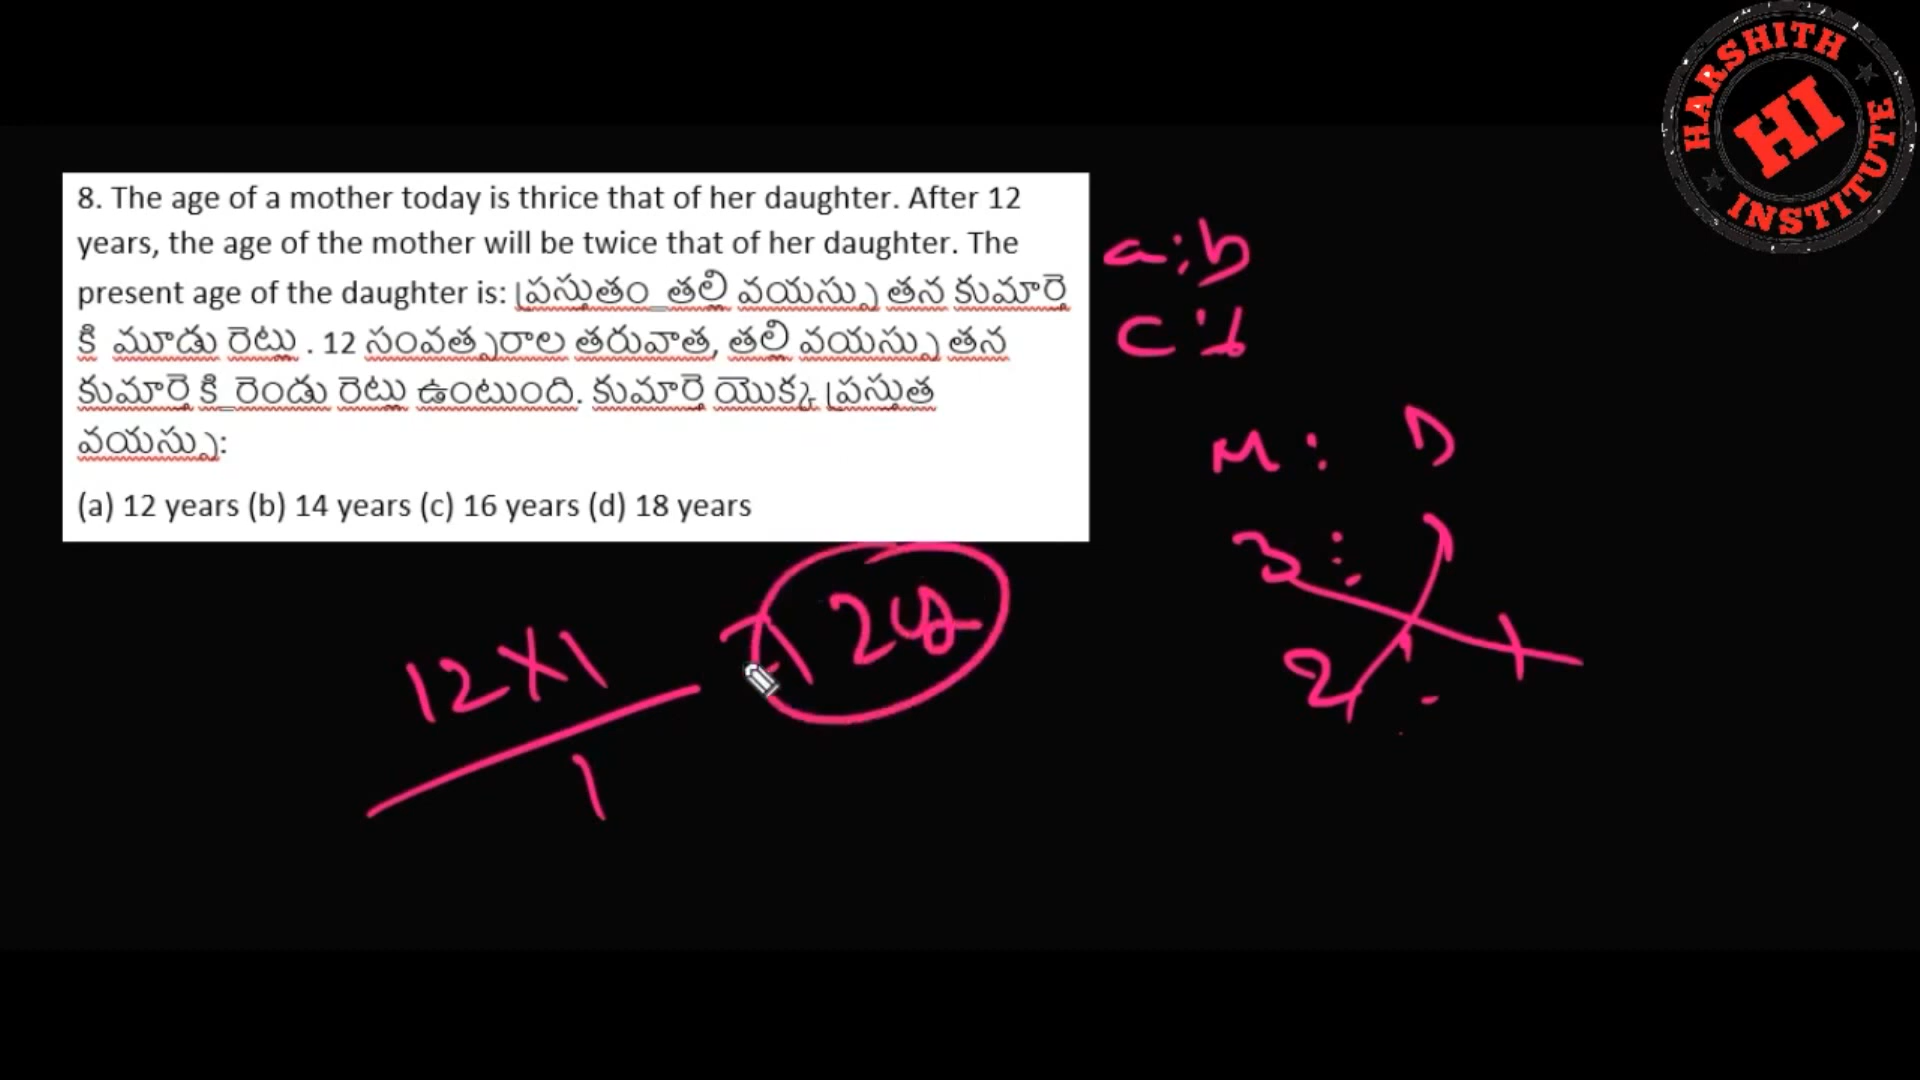 8. The age of a mother today is thrice that of her daughter. After 12
years, the age of the mother will be twice that of her daughter. The
present age of the daughter is: ప్రస్తుతం తల్లి వయస్సు తన కుమార్తె
కి మూడు రెట్లు . 12 సంవత్సరాల తరువాత, తల్లి వయస్సు తన
కుమార్తె కి రెండు రెట్లు ఉంటుంది. కుమార్తె యొక్క ప్రస్తుత
వయస్సు:
(a) 12 years (b) 14 years (c) 16 years (d) 18 years
a:b
M : D
3 :
2
12 X 1
1
HARSHITH
HI
INSTITUTE